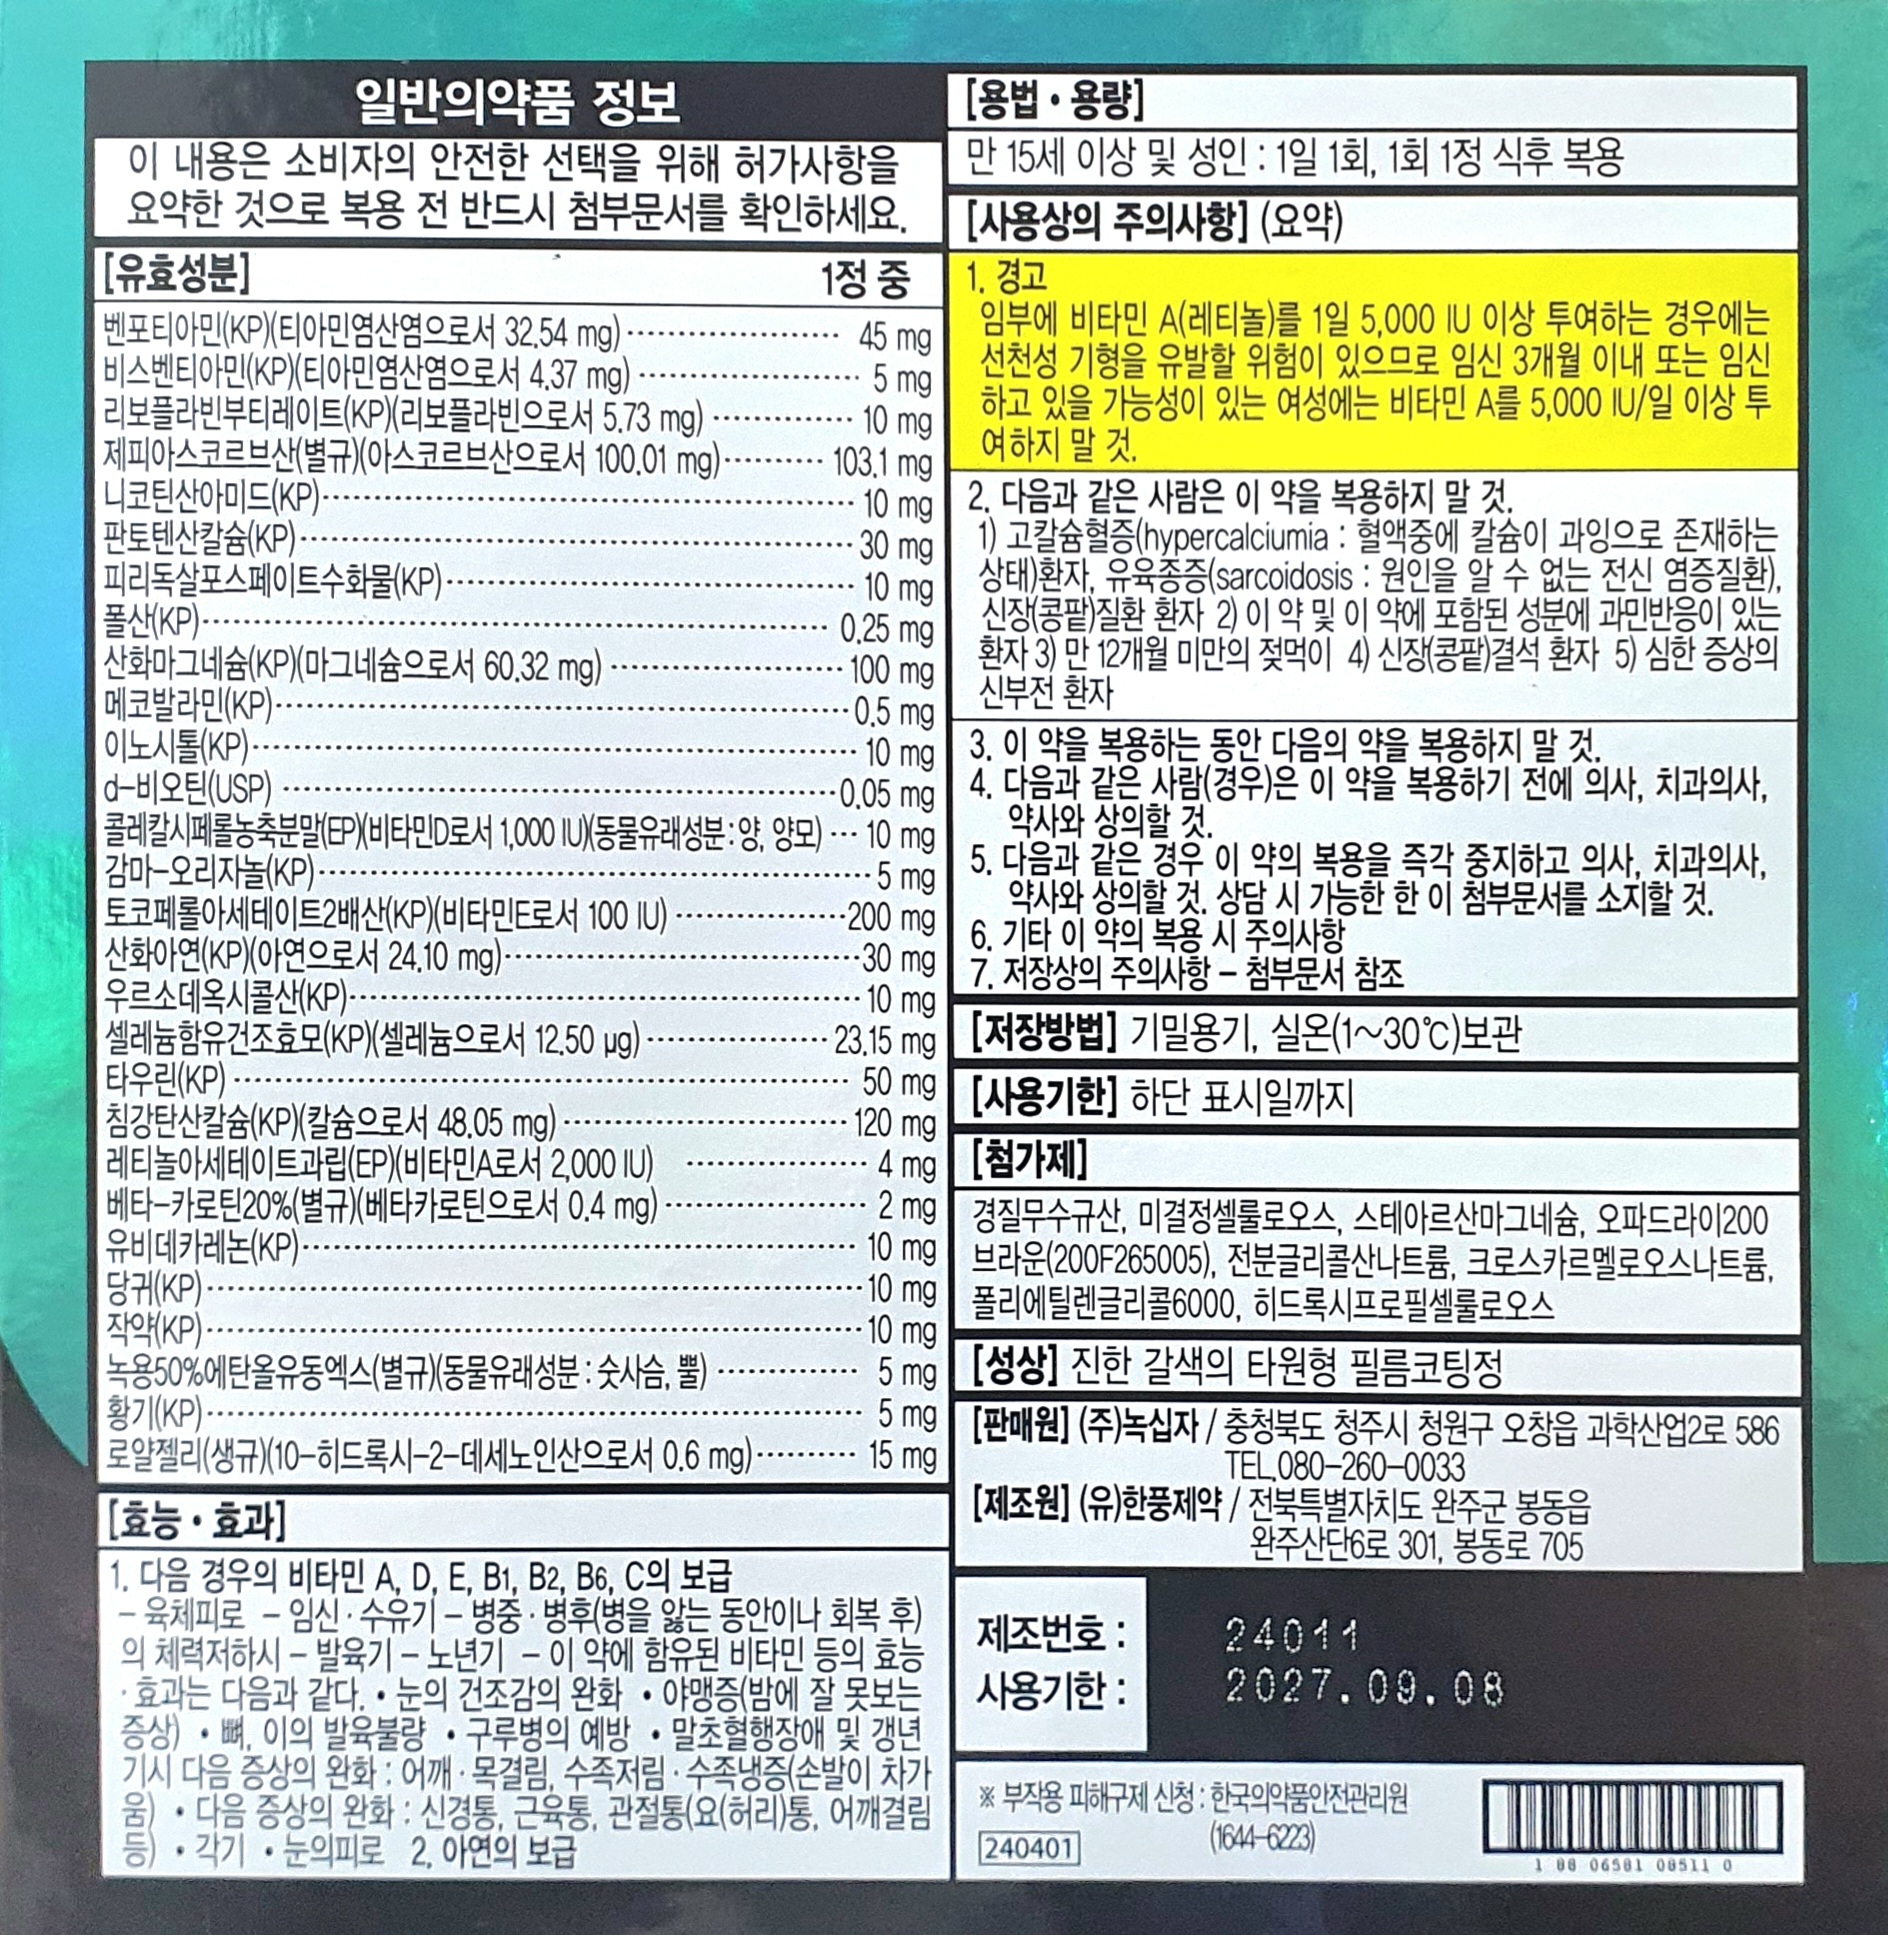 일반의약품 정보
이 내용은 소비자의 안전한 선택을 위해 허가사항을
요약한 것으로 복용 전 반드시 첨부문서를 확인하세요.
[유효성분] 1정 중
벤포티아민(KP)(티아민염산염으로서 32.54 mg) 45 mg
비스벤티아민(KP)(티아민염산염으로서 4.37 mg) 5 mg
리보플라빈부티레이트(KP)(리보플라빈으로서 5.73 mg) 10 mg
제피아스코르브산(별규)(아스코르브산으로서 100.01 mg) 103.1 mg
니코틴산아미드(KP) 10 mg
판토텐산칼슘(KP) 30 mg
피리독살포스페이트수화물(KP) 10 mg
폴산(KP) 0.25 mg
산화마그네슘(KP)(마그네슘으로서 60.32 mg) 100 mg
메코발라민(KP) 0.5 mg
이노시톨(KP) 10 mg
d-비오틴(USP) 0.05 mg
콜레칼시페롤농축분말(EP)(비타민D로서 1,000 IU)(동물유래성분:양, 양모) 10 mg
감마-오리자놀(KP) 5 mg
토코페롤아세테이트2배산(KP)(비타민E로서 100 IU) 200 mg
산화아연(KP)(아연으로서 24.10 mg) 30 mg
우르소데옥시콜산(KP) 10 mg
셀레늄함유건조효모(KP)(셀레늄으로서 12.50 µg) 23.15 mg
타우린(KP) 50 mg
침강탄산칼슘(KP)(칼슘으로서 48.05 mg) 120 mg
레티놀아세테이트과립(EP)(비타민A로서 2,000 IU) 4 mg
베타-카로틴20%(별규)(베타카로틴으로서 0.4 mg) 2 mg
유비데카레논(KP) 10 mg
당귀(KP) 10 mg
작약(KP) 10 mg
녹용50%에탄올유동엑스(별규)(동물유래성분 : 숫사슴, 뿔) 5 mg
황기(KP) 5 mg
로얄젤리(생규)(10-히드록시-2-데세노인산으로서 0.6 mg) 15 mg
[효능·효과]
1. 다음 경우의 비타민 A, D, E, B1, B2, B6, C의 보급
- 육체피로 - 임신·수유기 - 병중·병후(병을 앓는 동안이나 회복 후)
의 체력저하시 - 발육기 - 노년기 - 이 약에 함유된 비타민 등의 효능
·효과는 다음과 같다. • 눈의 건조감의 완화 • 야맹증(밤에 잘 못보는
증상) • 뼈, 이의 발육불량 • 구루병의 예방 • 말초혈행장애 및 갱년
기시 다음 증상의 완화 : 어깨·목결림, 수족저림·수족냉증(손발이 차가
움) • 다음 증상의 완화 : 신경통, 근육통, 관절통(요(허리)통, 어깨결림
등) • 각기 • 눈의피로 2. 아연의 보급
[용법·용량]
만 15세 이상 및 성인 : 1일 1회, 1회 1정 식후 복용
[사용상의 주의사항] (요약)
1. 경고
임부에 비타민 A(레티놀)를 1일 5,000 IU 이상 투여하는 경우에는
선천성 기형을 유발할 위험이 있으므로 임신 3개월 이내 또는 임신
하고 있을 가능성이 있는 여성에는 비타민 A를 5,000 IU/일 이상 투
여하지 말 것.
2. 다음과 같은 사람은 이 약을 복용하지 말 것.
1) 고칼슘혈증(hypercalciumia : 혈액중에 칼슘이 과잉으로 존재하는
상태)환자, 유육종증(sarcoidosis : 원인을 알 수 없는 전신 염증질환),
신장(콩팥)질환 환자 2) 이 약 및 이 약에 포함된 성분에 과민반응이 있는
환자 3) 만 12개월 미만의 젖먹이 4) 신장(콩팥)결석 환자 5) 심한 증상의
신부전 환자
3. 이 약을 복용하는 동안 다음의 약을 복용하지 말 것.
4. 다음과 같은 사람(경우)은 이 약을 복용하기 전에 의사, 치과의사,
약사와 상의할 것.
5. 다음과 같은 경우 이 약의 복용을 즉각 중지하고 의사, 치과의사,
약사와 상의할 것. 상담 시 가능한 한 이 첨부문서를 소지할 것.
6. 기타 이 약의 복용 시 주의사항
7. 저장상의 주의사항 - 첨부문서 참조
[저장방법] 기밀용기, 실온(1~30℃)보관
[사용기한] 하단 표시일까지
[첨가제]
경질무수규산, 미결정셀룰로오스, 스테아르산마그네슘, 오파드라이200
브라운(200F265005), 전분글리콜산나트륨, 크로스카르멜로오스나트륨,
폴리에틸렌글리콜6000, 히드록시프로필셀룰로오스
[성상] 진한 갈색의 타원형 필름코팅정
[판매원] (주)녹십자 / 충청북도 청주시 청원구 오창읍 과학산업2로 586
TEL.080-260-0033
[제조원] (유)한풍제약 / 전북특별자치도 완주군 봉동읍
완주산단6로 301, 봉동로 705
제조번호 : 24011
사용기한 : 2027.09.08
※ 부작용 피해구제 신청 : 한국의약품안전관리원
(1644-6223)
240401
1 88 06581 08511 0